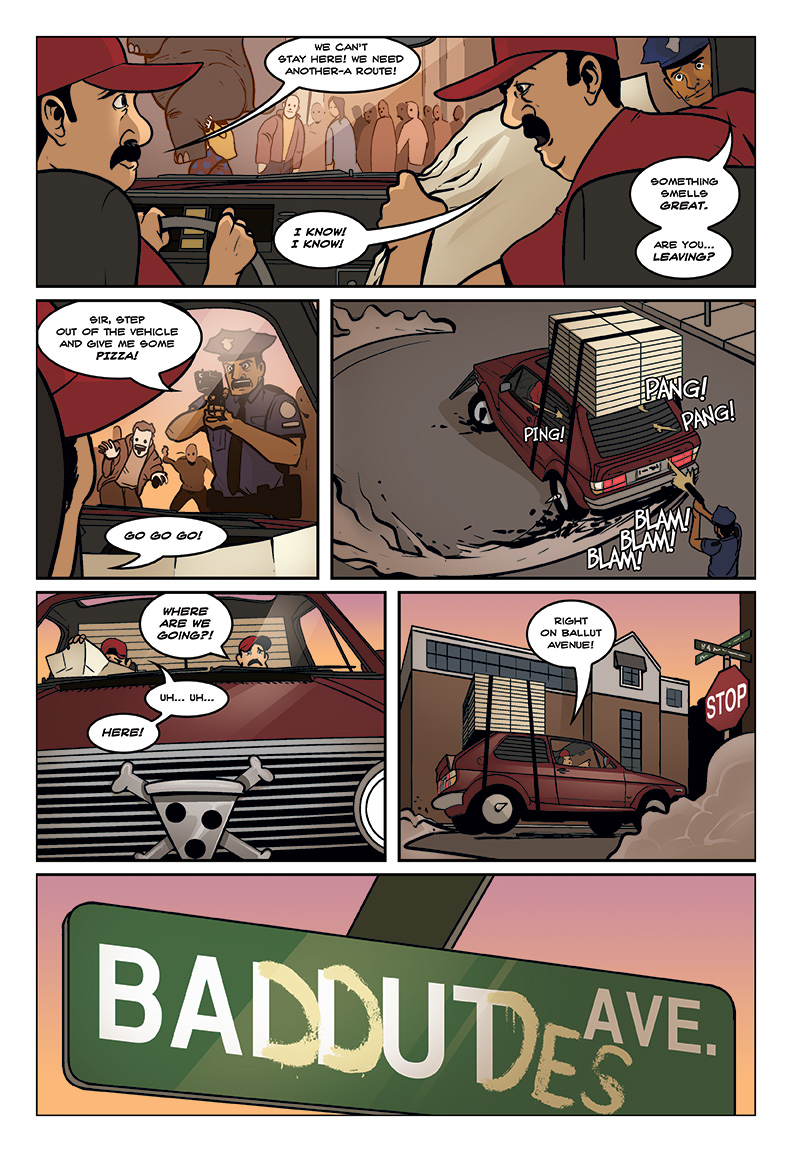 WE CAN'T
STAY HERE! WE NEED
ANOTHER-A ROUTE!
I KNOW!
I KNOW!
SOMETHING
SMELLS
GREAT.
ARE YOU...
LEAVING?
SIR, STEP
OUT OF THE VEHICLE
AND GIVE ME SOME
PIZZA!
GO GO GO!
PING!
PANG!
PANG!
BLAM!
BLAM!
BLAM!
WHERE
ARE WE
GOING?!
UH... UH...
HERE!
RIGHT
ON BALLUT
AVENUE!
STOP
BADDUTDES AVE.